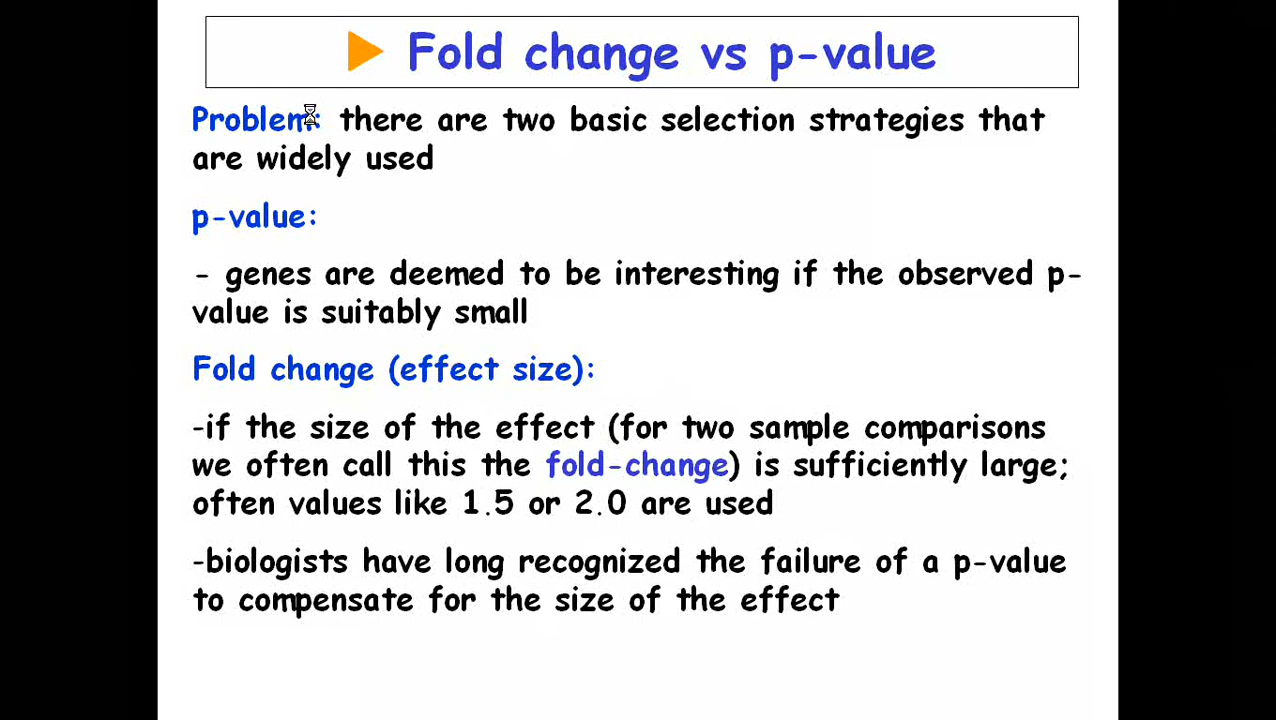 Fold change vs p-value
Problem: there are two basic selection strategies that
are widely used
p-value:
- genes are deemed to be interesting if the observed p-
value is suitably small
Fold change (effect size):
-if the size of the effect (for two sample comparisons
we often call this the fold-change) is sufficiently large;
often values like 1.5 or 2.0 are used
-biologists have long recognized the failure of a p-value
to compensate for the size of the effect